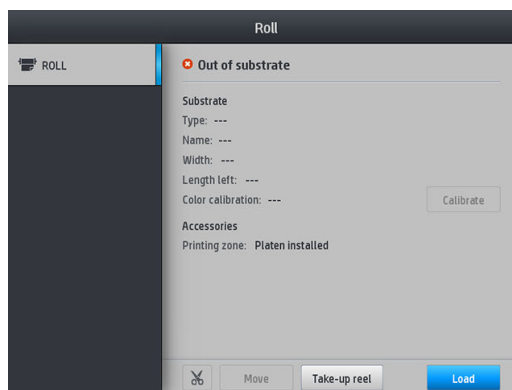 Roll
ROLL
Out of substrate
Substrate
Type: ---
Name: ---
Width: ---
Length left: ---
Color calibration: ---
Calibrate
Accessories
Printing zone: Platen installed
Move
Take-up reel
Load